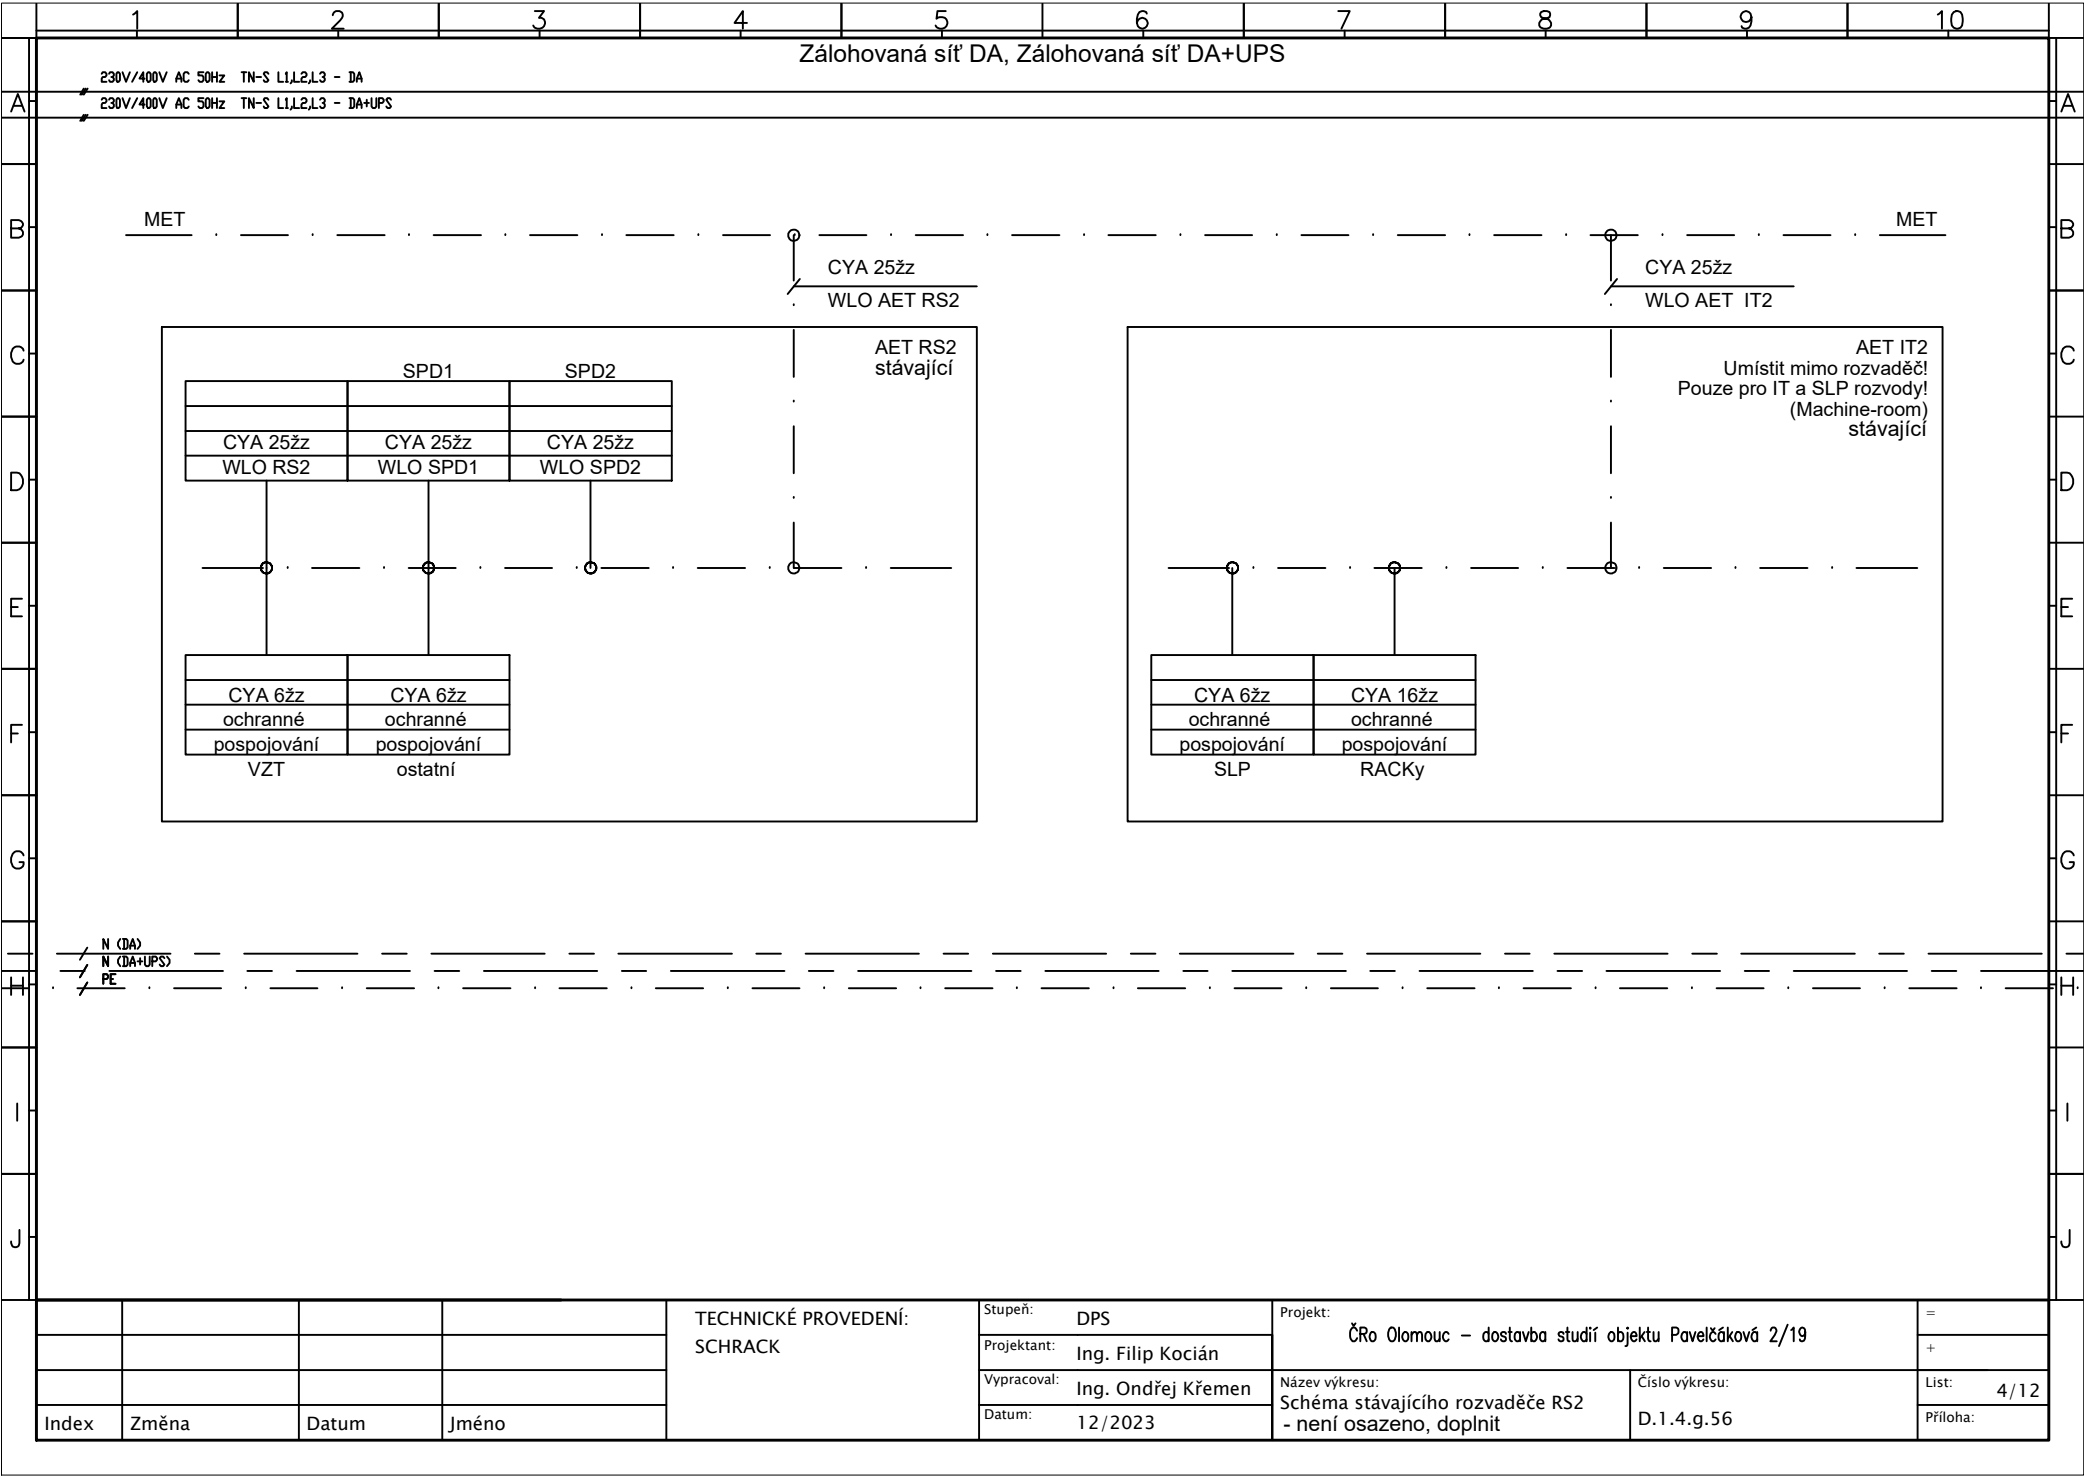 1 2 3 4 5 6 7 8 9 10
Zálohovaná síť DA, Zálohovaná síť DA+UPS
230V/400V AC 50Hz TN-S L1,L2,L3 - DA
A A
230V/400V AC 50Hz TN-S L1,L2,L3 - DA+UPS
MET MET
B B
CYA 25žz
WLO AET RS2
CYA 25žz
WLO AET IT2
C C
AET RS2
stávající
SPD1 SPD2
CYA 25žz CYA 25žz CYA 25žz
WLO RS2 WLO SPD1 WLO SPD2
AET IT2
Umístit mimo rozvaděč!
Pouze pro IT a SLP rozvody!
(Machine-room)
stávající
D D
E E
CYA 6žz CYA 6žz
ochranné ochranné
pospojování pospojování
VZT ostatní
CYA 6žz CYA 16žz
ochranné ochranné
pospojování pospojování
SLP RACKy
F F
G G
N (DA)
N (DA+UPS)
PE
H H
I I
J J
Index Změna Datum Jméno
TECHNICKÉ PROVEDENÍ:
SCHRACK
Stupeň: DPS
Projektant: Ing. Filip Kocián
Vypracoval: Ing. Ondřej Křemen
Datum: 12/2023
Projekt:
ČRo Olomouc – dostavba studií objektu Pavelčáková 2/19
Název výkresu:
Schéma stávajícího rozvaděče RS2
- není osazeno, doplnit
Číslo výkresu:
D.1.4.g.56
=
+
List: 4/12
Příloha: